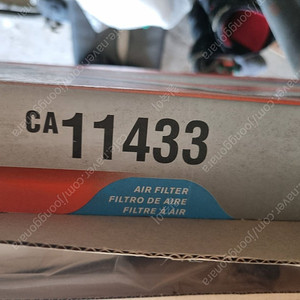 CA11433
AIR FILTER
FILTRO DE AIRE
FILTRE À AIR